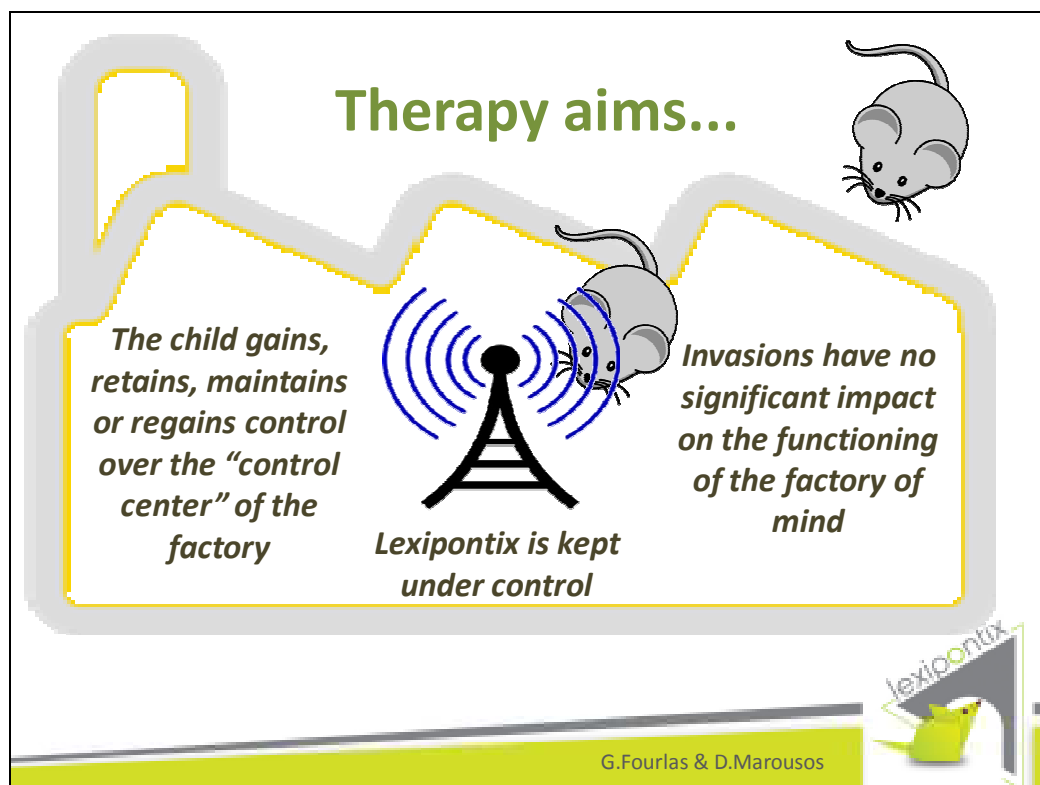 Therapy aims...
The child gains,
retains, maintains
or regains control
over the “control
center” of the
factory
Lexipontix is kept
under control
Invasions have no
significant impact
on the functioning
of the factory of
mind
lexipontix
G.Fourlas & D.Marousos